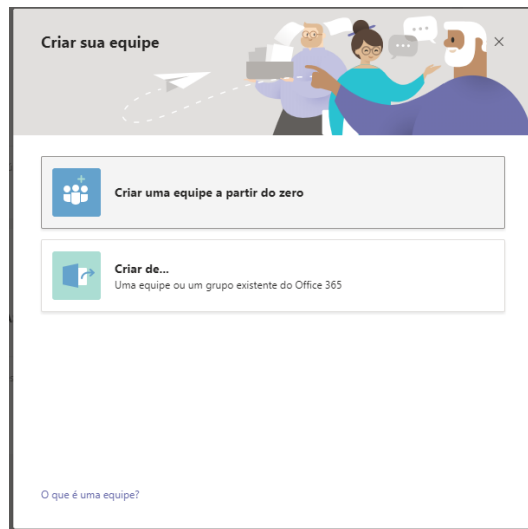 Criar sua equipe
Criar uma equipe a partir do zero
Criar de...
Uma equipe ou um grupo existente do Office 365
O que é uma equipe?